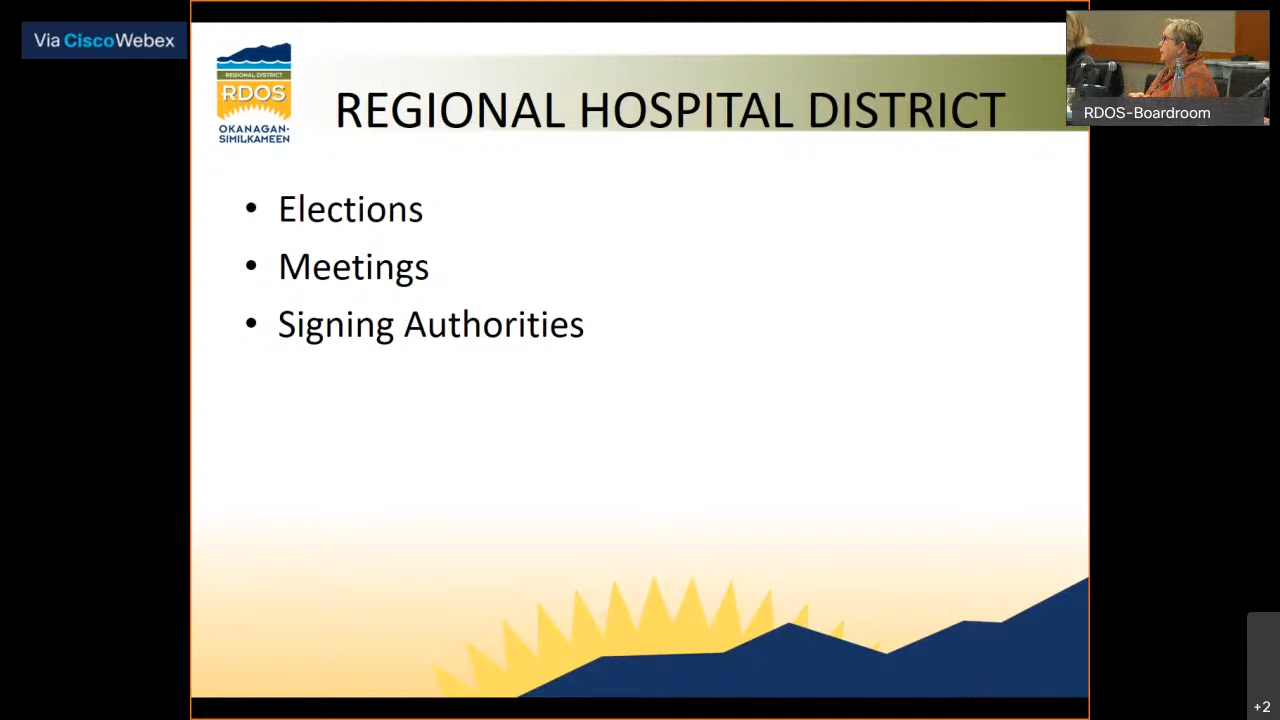 Via CiscoWebex
REGIONAL DISTRICT
RDOS
OKANAGAN-
SIMILKAMEEN
REGIONAL HOSPITAL DISTRICT
RDOS-Boardroom
• Elections
• Meetings
• Signing Authorities
+2